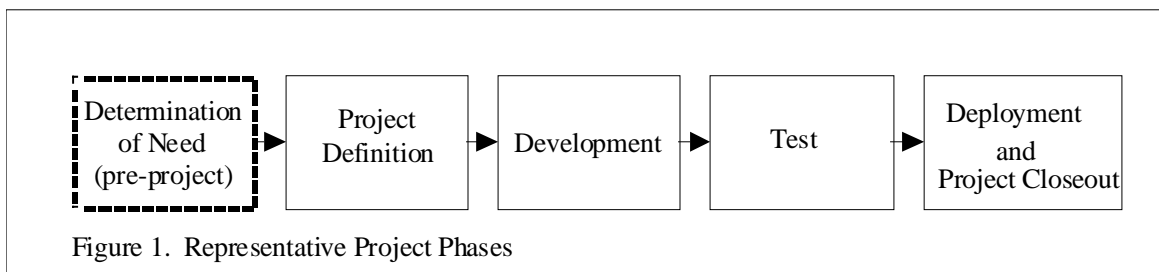 Determination
of Need
(pre-project)
Project
Definition
Development
Test
Deployment
and
Project Closeout
Figure 1. Representative Project Phases